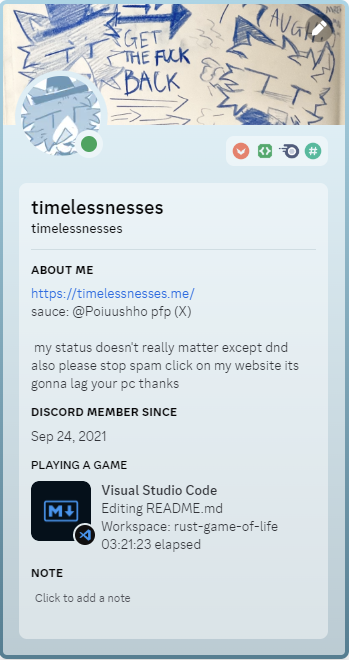 AUGH
GET
THE FUCK
BACK
#
timelessnesses
timelessnesses
ABOUT ME
https://timelessnesses.me/
sauce: @Poiuushho pfp (X)
my status doesn't really matter except dnd
also please stop spam click on my website its
gonna lag your pc thanks
DISCORD MEMBER SINCE
Sep 24, 2021
PLAYING A GAME
M
Visual Studio Code
Editing README.md
Workspace: rust-game-of-life
03:21:23 elapsed
NOTE
Click to add a note